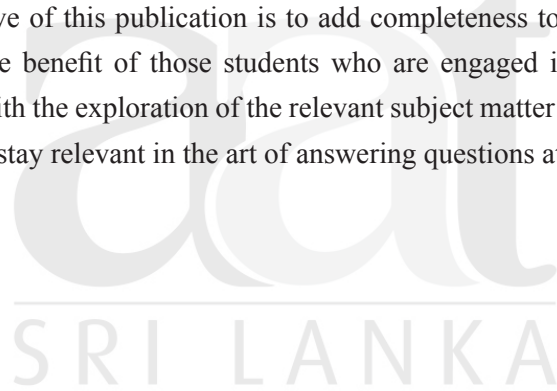 ve of this publication is to add completeness to
e benefit of those students who are engaged i
ith the exploration of the relevant subject matter
stay relevant in the art of answering questions a
aat
SRI LANKA